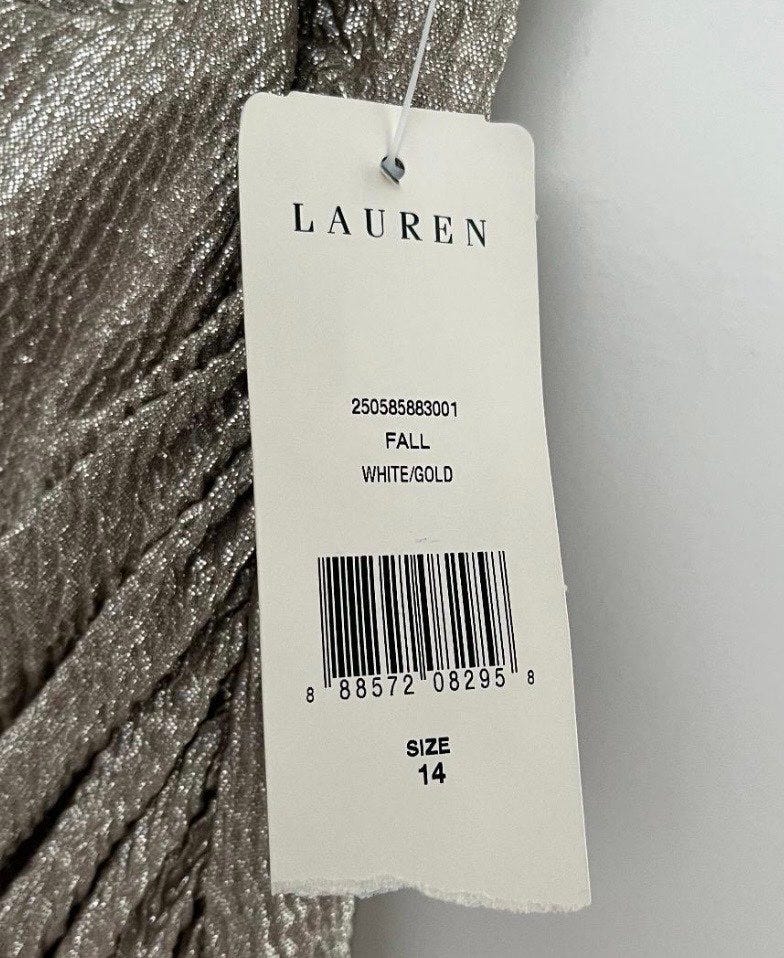 LAUREN
250585883001
FALL
WHITE/GOLD
8 88572 08295 8
SIZE
14